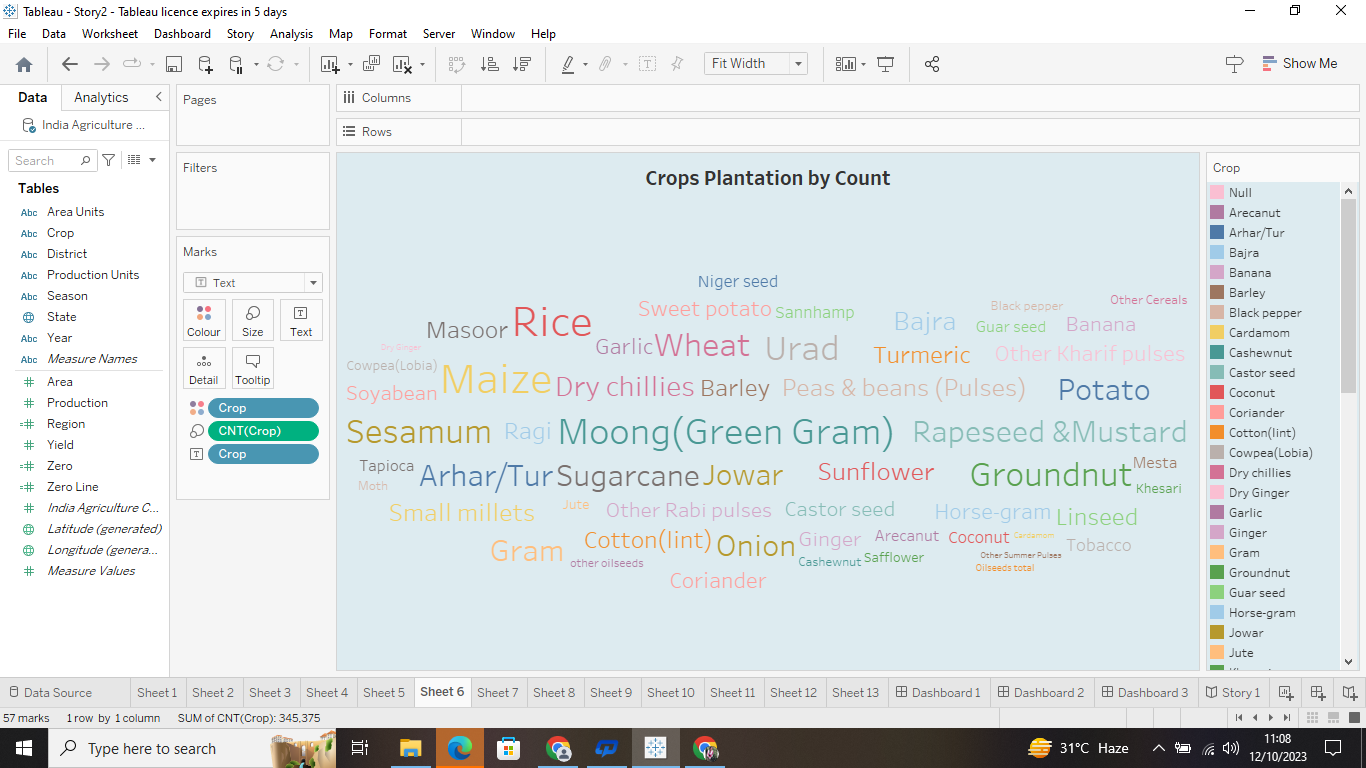 Tableau - Story2 - Tableau licence expires in 5 days
File Data Worksheet Dashboard Story Analysis Map Format Server Window Help
Fit Width
Show Me
Data Analytics
India Agriculture ...
Search
Tables
Abc Area Units
Abc Crop
Abc District
Abc Production Units
Abc Season
State
Abc Year
Abc Measure Names
Area
Production
Region
Yield
Zero
Zero Line
India Agriculture C...
Latitude (generated)
Longitude (genera...
Measure Values
Pages
Filters
Marks
Text
Colour Size Text
Detail Tooltip
Crop
CNT(Crop)
Crop
Columns
Rows
Crops Plantation by Count
Niger seed
Sweet potato Sannhamp Black pepper Other Cereals
Masoor Rice Bajra Guar seed Banana
Dry Ginger Garlic Wheat Urad Turmeric Other Kharif pulses
Cowpea(Lobia)
Soyabean Maize Dry chillies Barley Peas & beans (Pulses) Potato
Sesamum Ragi Moong(Green Gram) Rapeseed &Mustard
Tapioca Arhar/Tur Sugarcane Jowar Sunflower Groundnut Mesta
Moth Khesari
Small millets Jute Other Rabi pulses Castor seed Horse-gram Linseed
Gram Cotton(lint) Onion Ginger Arecanut Coconut Cardamom Tobacco
other oilseeds Cashewnut Safflower Other Summer Pulses
Oilseeds total
Coriander
Crop
Null
Arecanut
Arhar/Tur
Bajra
Banana
Barley
Black pepper
Cardamom
Cashewnut
Castor seed
Coconut
Coriander
Cotton(lint)
Cowpea(Lobia)
Dry chillies
Dry Ginger
Garlic
Ginger
Gram
Groundnut
Guar seed
Horse-gram
Jowar
Jute
Data Source Sheet 1 Sheet 2 Sheet 3 Sheet 4 Sheet 5 Sheet 6 Sheet 7 Sheet 8 Sheet 9 Sheet 10 Sheet 11 Sheet 12 Sheet 13 Dashboard 1 Dashboard 2 Dashboard 3 Story 1
57 marks 1 row by 1 column SUM of CNT(Crop): 345,375
Type here to search
31°C Haze
11:08
12/10/2023